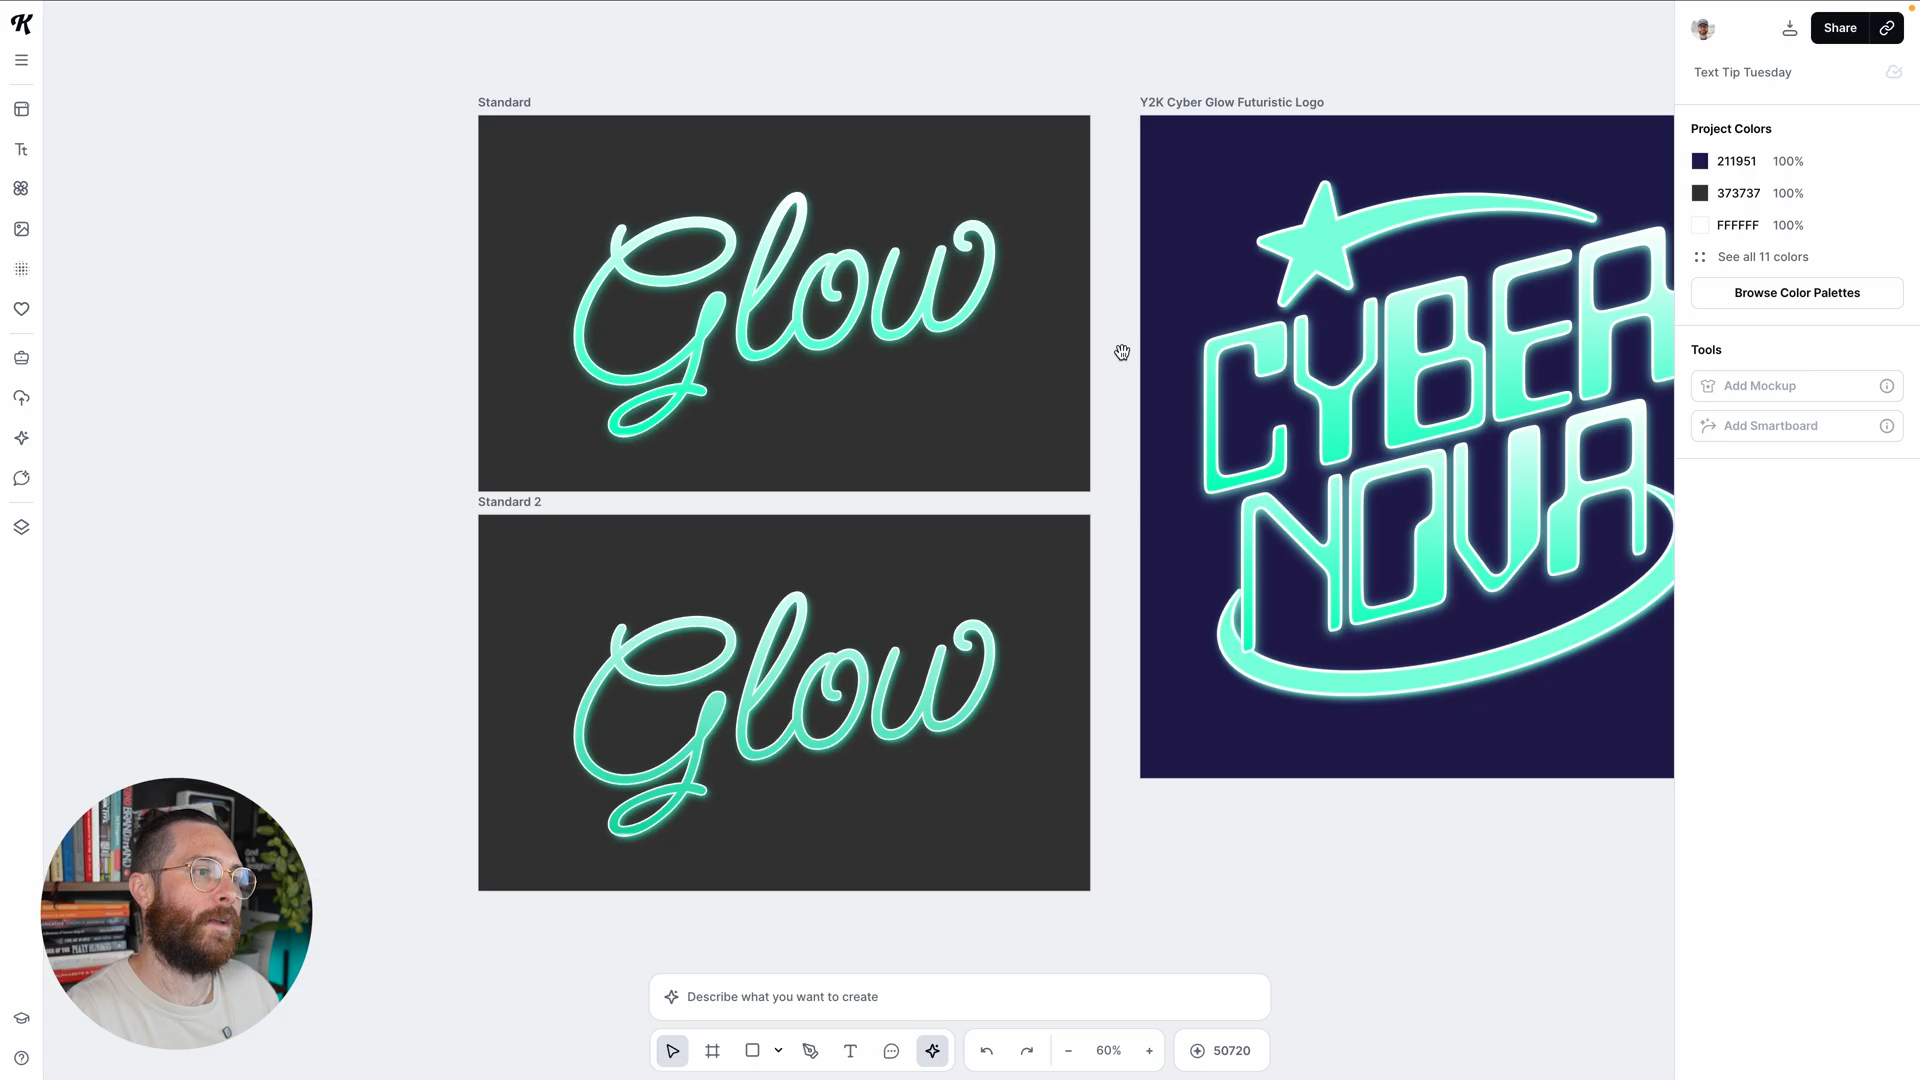 K
Share
Text Tip Tuesday
Standard
Y2K Cyber Glow Futuristic Logo
Glow
CYBER
NOVA
Standard 2
Glow
Project Colors
211951 100%
373737 100%
FFFFFF 100%
See all 11 colors
Browse Color Palettes
Tools
Add Mockup
Add Smartboard
Tt
Describe what you want to create
60%
50720